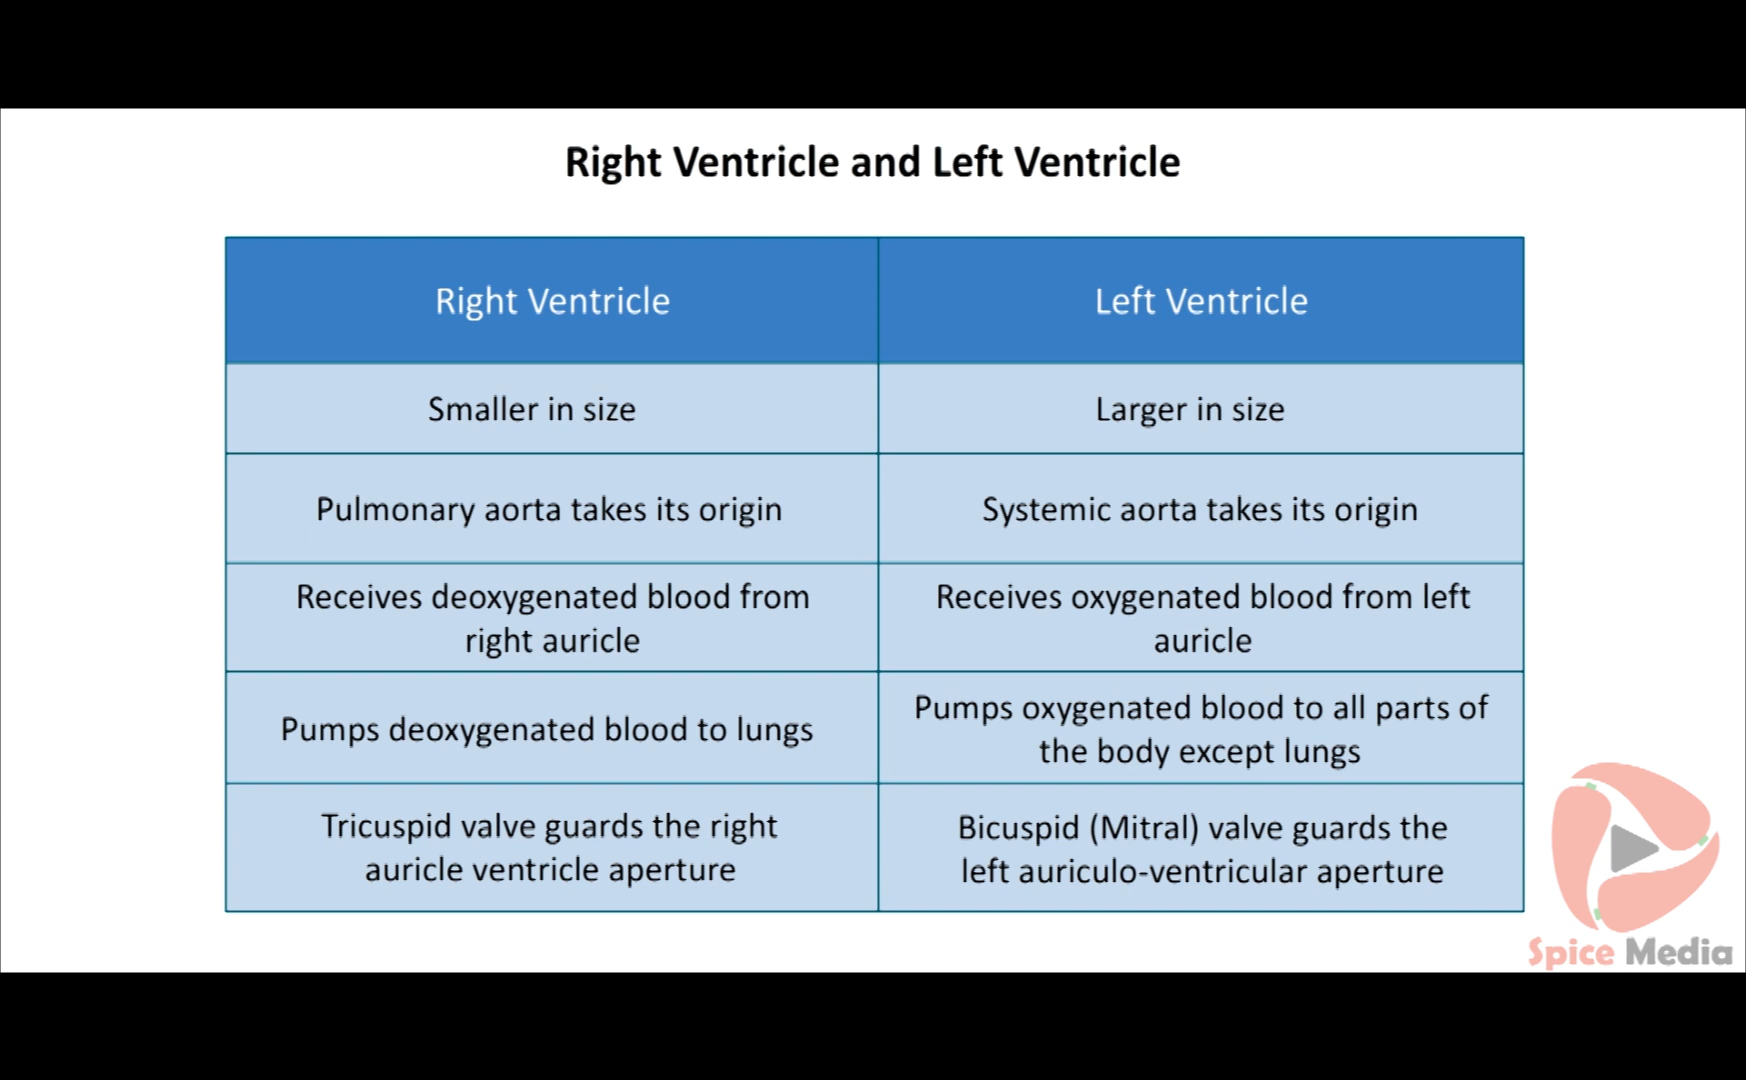 Right Ventricle and Left Ventricle
Right Ventricle
Left Ventricle
Smaller in size
Larger in size
Pulmonary aorta takes its origin
Systemic aorta takes its origin
Receives deoxygenated blood from
right auricle
Receives oxygenated blood from left
auricle
Pumps deoxygenated blood to lungs
Pumps oxygenated blood to all parts of
the body except lungs
Tricuspid valve guards the right
auricle ventricle aperture
Bicuspid (Mitral) valve guards the
left auriculo-ventricular aperture
Spice Media